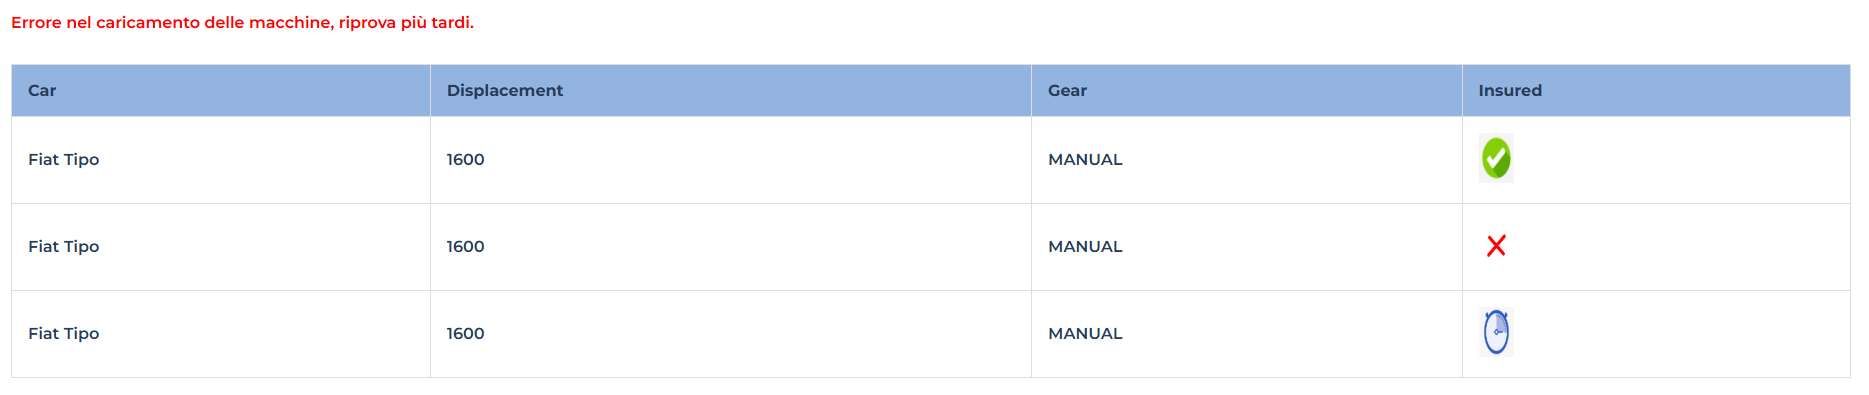 Errore nel caricamento delle macchine, riprova più tardi.
Car Displacement Gear Insured
Fiat Tipo 1600 MANUAL
Fiat Tipo 1600 MANUAL
Fiat Tipo 1600 MANUAL